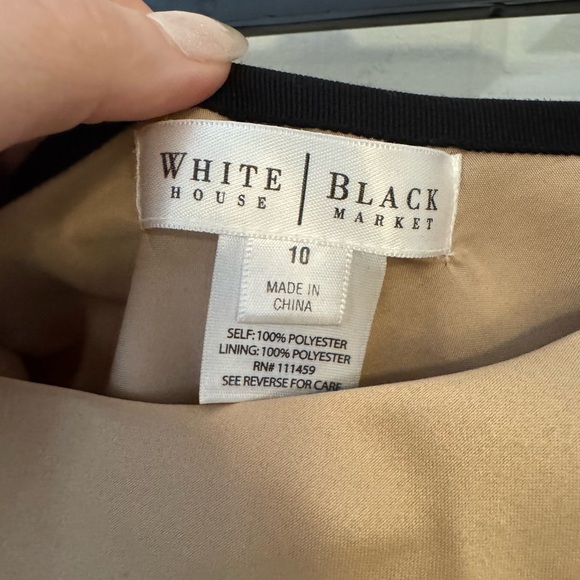 WHITE | BLACK
HOUSE MARKET
10
MADE IN
CHINA
SELF: 100% POLYESTER
LINING: 100% POLYESTER
RN# 111459
SEE REVERSE FOR CARE